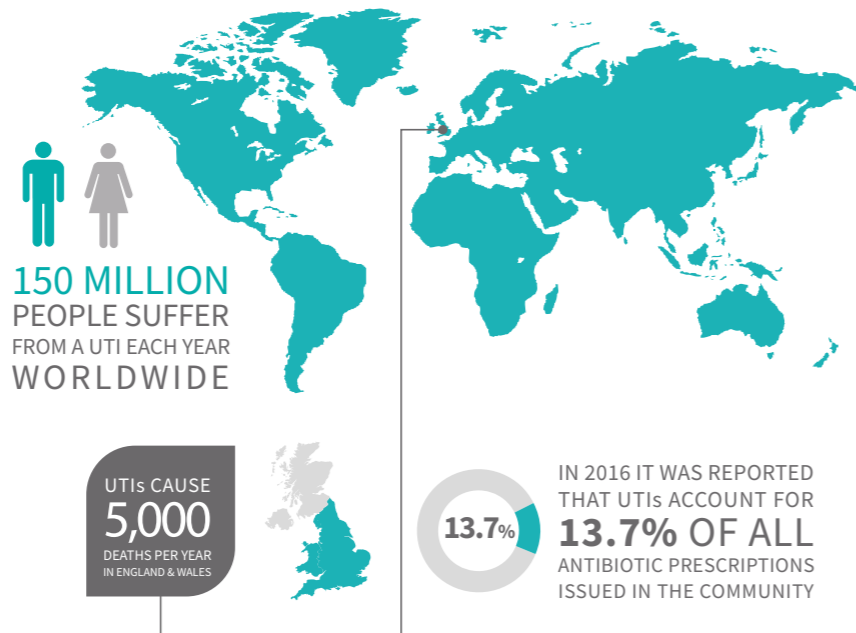 150 MILLION
PEOPLE SUFFER
FROM A UTI EACH YEAR
WORLDWIDE
UTIs CAUSE
5,000
DEATHS PER YEAR
IN ENGLAND & WALES
13.7%
IN 2016 IT WAS REPORTED
THAT UTIs ACCOUNT FOR
13.7% OF ALL
ANTIBIOTIC PRESCRIPTIONS
ISSUED IN THE COMMUNITY